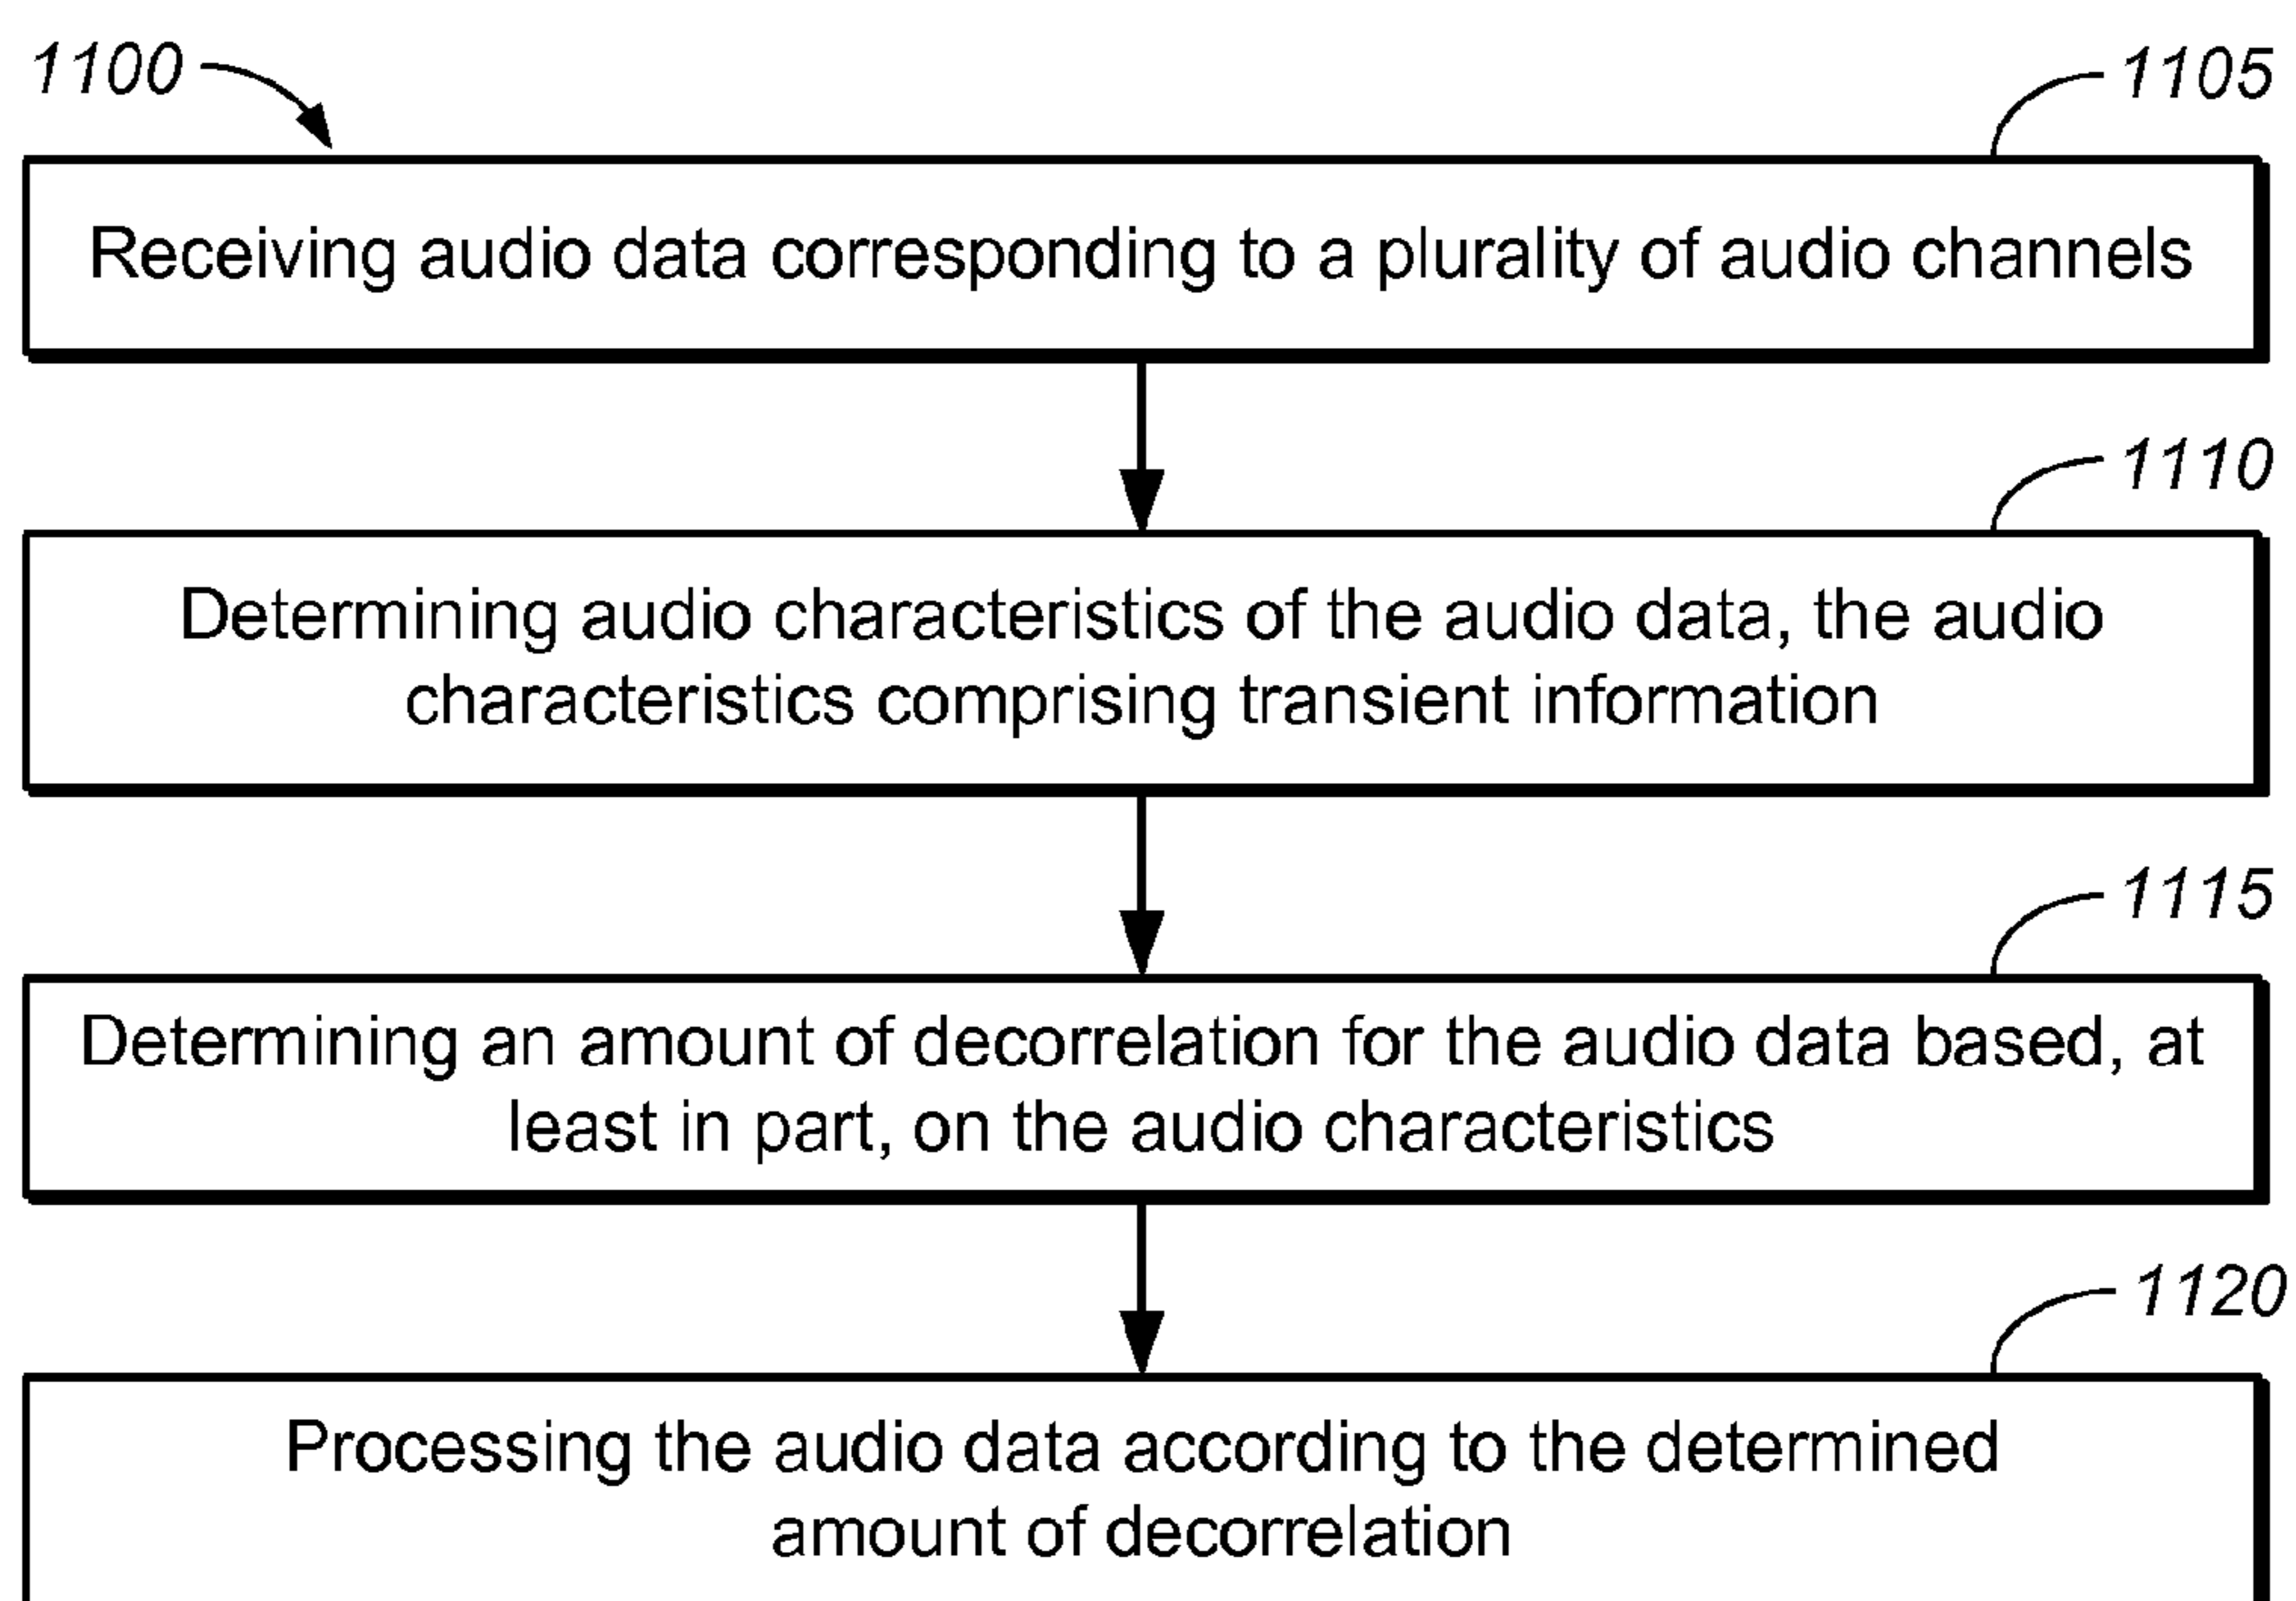 1100
1105
Receiving audio data corresponding to a plurality of audio channels
1110
Determining audio characteristics of the audio data, the audio
characteristics comprising transient information
1115
Determining an amount of decorrelation for the audio data based, at
least in part, on the audio characteristics
1120
Processing the audio data according to the determined
amount of decorrelation